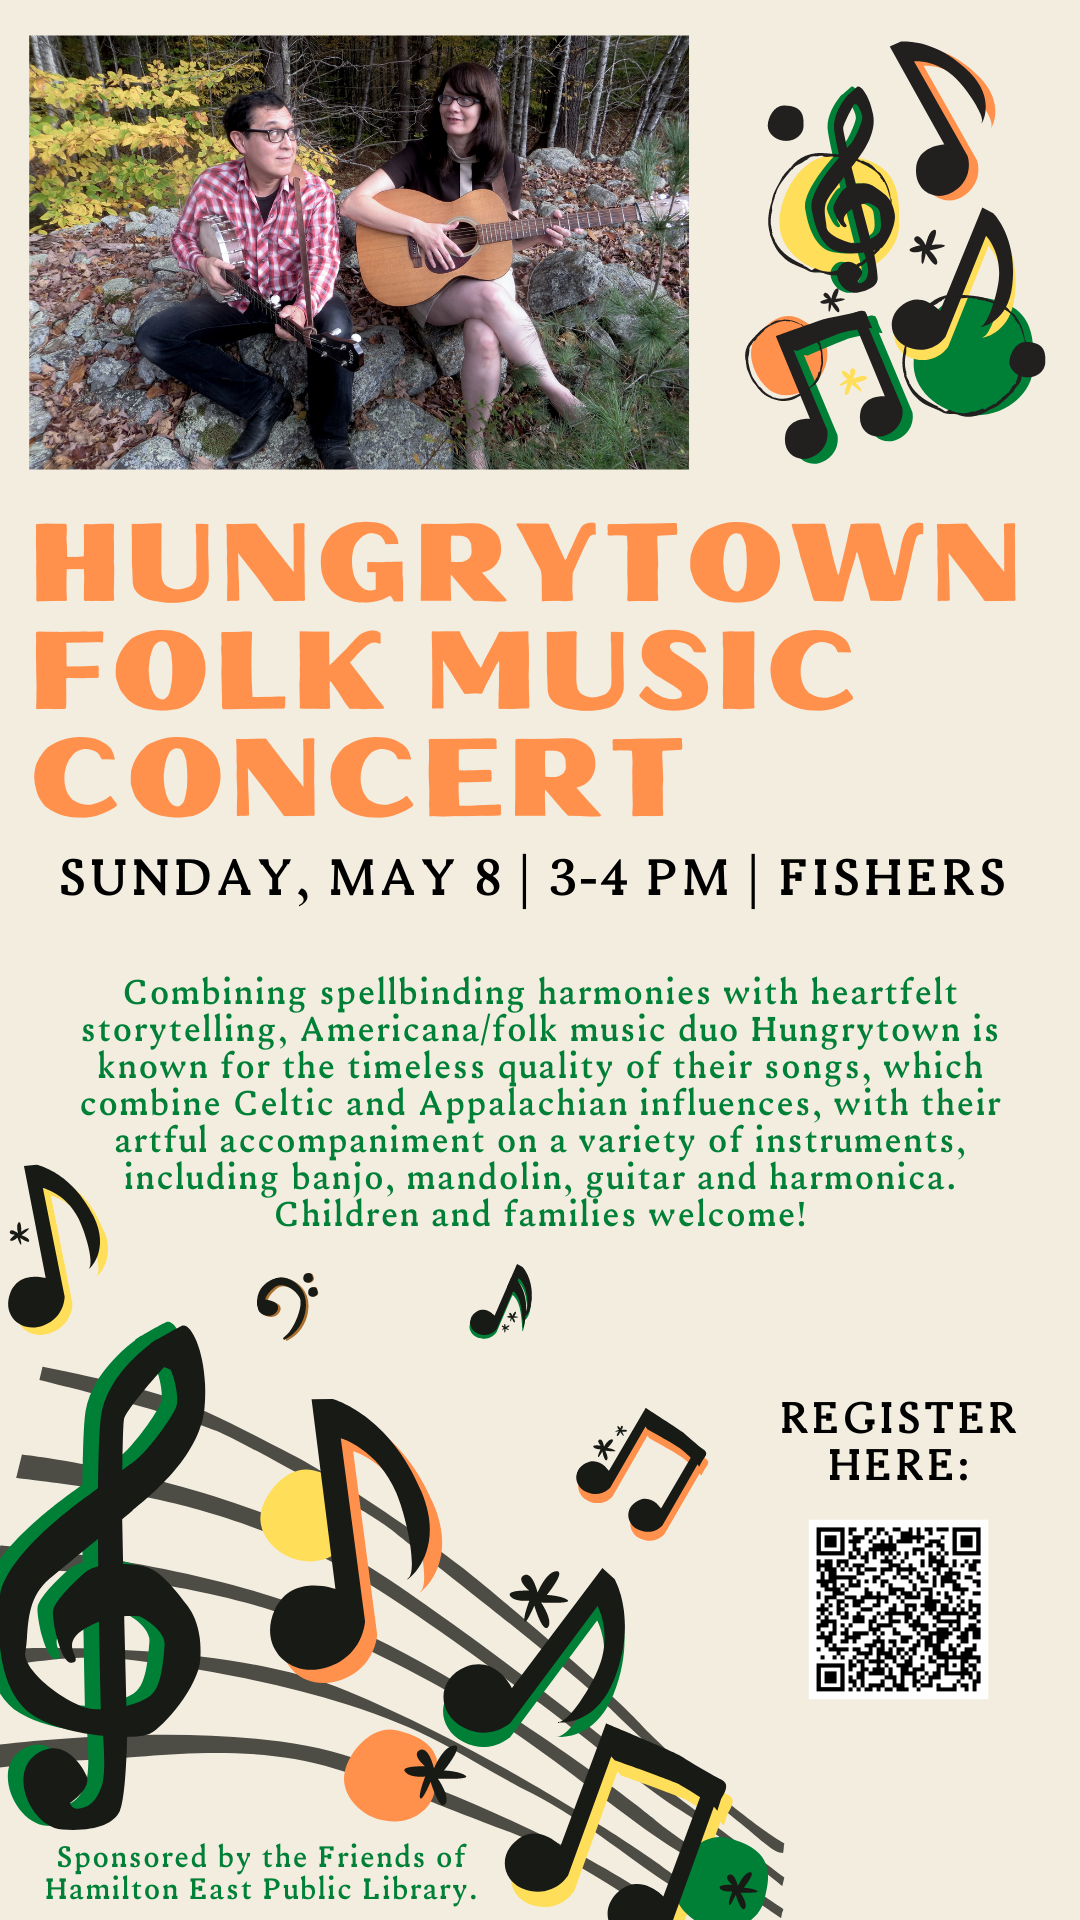 HUNGRYTOWN
FOLK MUSIC
CONCERT
SUNDAY, MAY 8 | 3-4 PM | FISHERS
Combining spellbinding harmonies with heartfelt
storytelling, Americana/folk music duo Hungrytown is
known for the timeless quality of their songs, which
combine Celtic and Appalachian influences, with their
artful accompaniment on a variety of instruments,
including banjo, mandolin, guitar and harmonica.
Children and families welcome!
REGISTER
HERE:
Sponsored by the Friends of
Hamilton East Public Library.